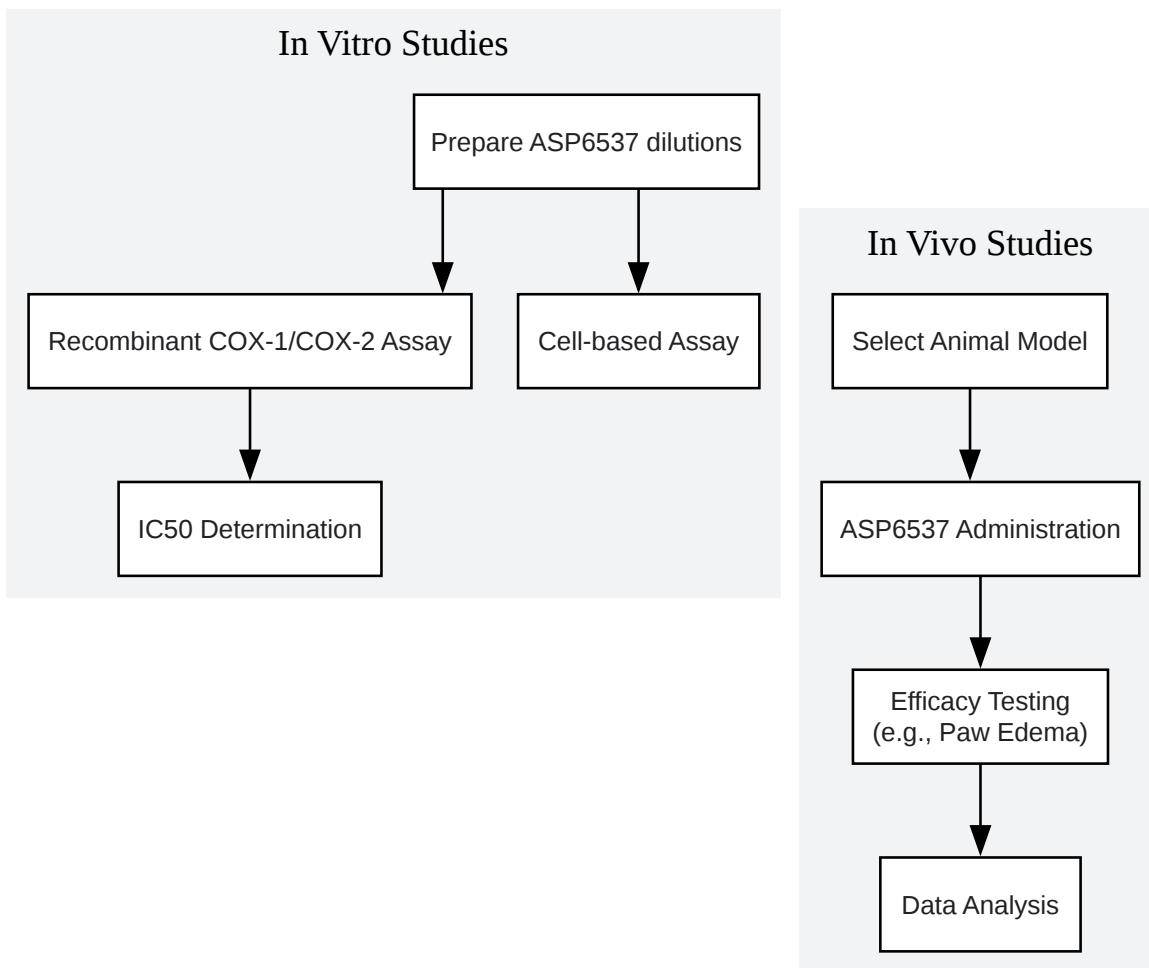 In Vitro Studies
Prepare ASP6537 dilutions
Recombinant COX-1/COX-2 Assay
Cell-based Assay
IC50 Determination
In Vivo Studies
Select Animal Model
ASP6537 Administration
Efficacy Testing
(e.g., Paw Edema)
Data Analysis